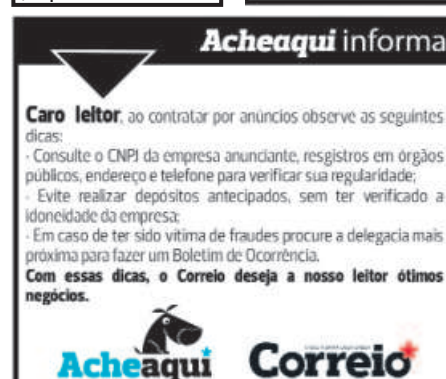 Acheaqui informa
Caro leitor, ao contratar por anúncios observe as seguintes
dicas:
- Consulte o CNPJ da empresa anunciante, resgistros em órgãos
públicos, endereço e telefone para verificar sua regularidade;
- Evite realizar depósitos antecipados, sem ter verificado a
idoneidade da empresa;
- Em caso de ter sido vítima de fraudes procure a delegacia mais
próxima para fazer um Boletim de Ocorrência.
Com essas dicas, o Correio deseja a nosso leitor ótimos
negócios.
Acheaqui Correio